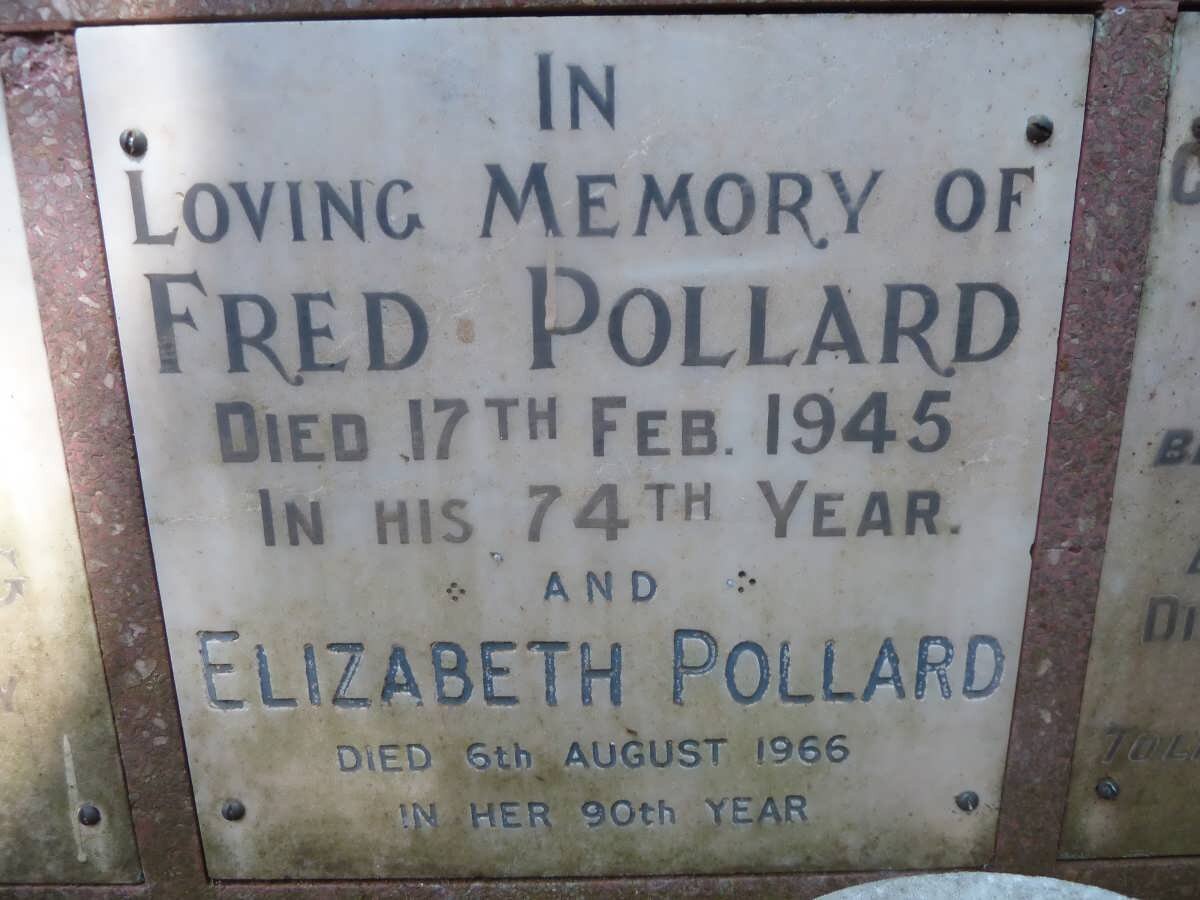 IN
LOVING MEMORY OF
FRED POLLARD
DIED 17TH FEB. 1945
IN HIS 74TH YEAR.
AND
ELIZABETH POLLARD
DIED 6th AUGUST 1966
IN HER 90th YEAR